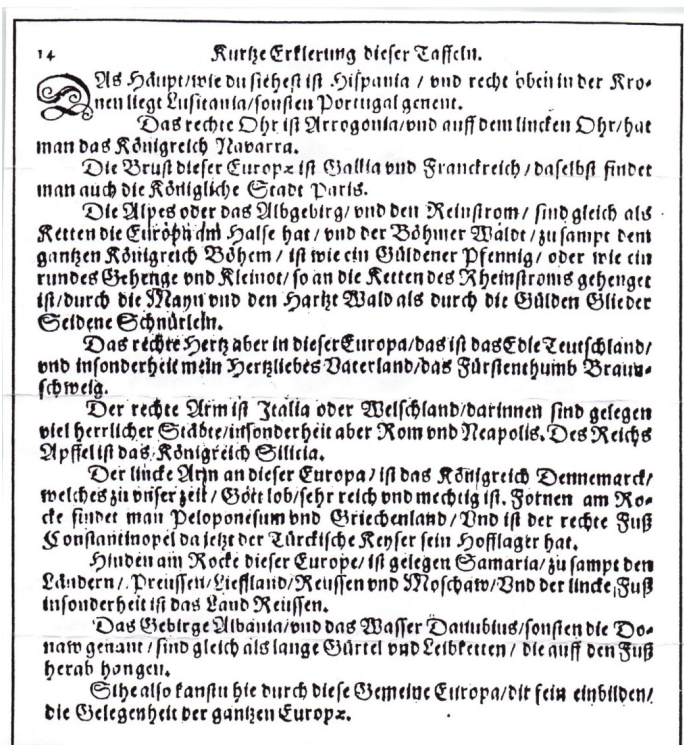 14 Kurtze Erklerung dieser Taffeln.
DAs Häupt/wie du siehest ist Hispania / vnd recht oben in der Kro⸗
nen liegt Lusitania/sonsten Portugal genent.
Das rechte Ohr ist Arrogonia/vnd auff dem lincken Ohr/hat
man das Königreich Navarra.
Die Brust dieser Europæ ist Gallia vnd Franckreich/daselbst findet
man auch die Königliche Stadt Paris.
Die Alpes oder das Albgebirg/ vnd den Reinstrom/ sind gleich als
Ketten die Europa am Halse hat/ vnd der Böhmer Waldt/zu sampt dem
gantzen Königreich Böhem/ ist wie ein Güldener Pfennig/ oder wie ein
rundes Gehenge vnd Kleinot/so an die Ketten des Rheinstroms gehenget
ist/durch die Mayn vnd den Hartz Wald als durch die Gülden Glieder
Seidene Schnürlein.
Das rechte Hertz aber in dieser Europa/das ist das Edle Teutschland/
vnd insonderheit mein Hertzliebes Vaterland/das Fürstenthumb Braun⸗
schweig.
Der rechte Arm ist Italia oder Welschland/darinnen sind gelegen
viel herrlicher Städte/insonderheit aber Rom vnd Neapolis. Des Reichs
Apffel ist das Königreich Silicia.
Der lincke Arm an dieser Europa/ ist das Königreich Dennemarck/
welches zu vnser zeit/ Gott lob/sehr reich vnd mechtig ist. Fornen am Ro⸗
cke findet man Peloponesum vnd Griechenland/ Vnd ist der rechte Fuß
Constantinopel da jetzt der Türckische Keyser sein Hofflager hat.
Hinden am Rocke dieser Europe/ ist gelegen Samaria/zu sampt den
Ländern/ Preussen/Lieffland/Reussen vnd Moschaw/Vnd der lincke Fuß
insonderheit ist das Land Reussen.
Das Gebirge Albania/vnd das Wasser Danubius/sonsten die Do⸗
naw genant/sind gleich als lange Gürtel vnd Leibketten/ die auff den Fuß
herab hongen.
Sihe also kanstu hie durch diese Gemeine Europa/dir fein einbilden/
die Gelegenheit der gantzen Europæ.